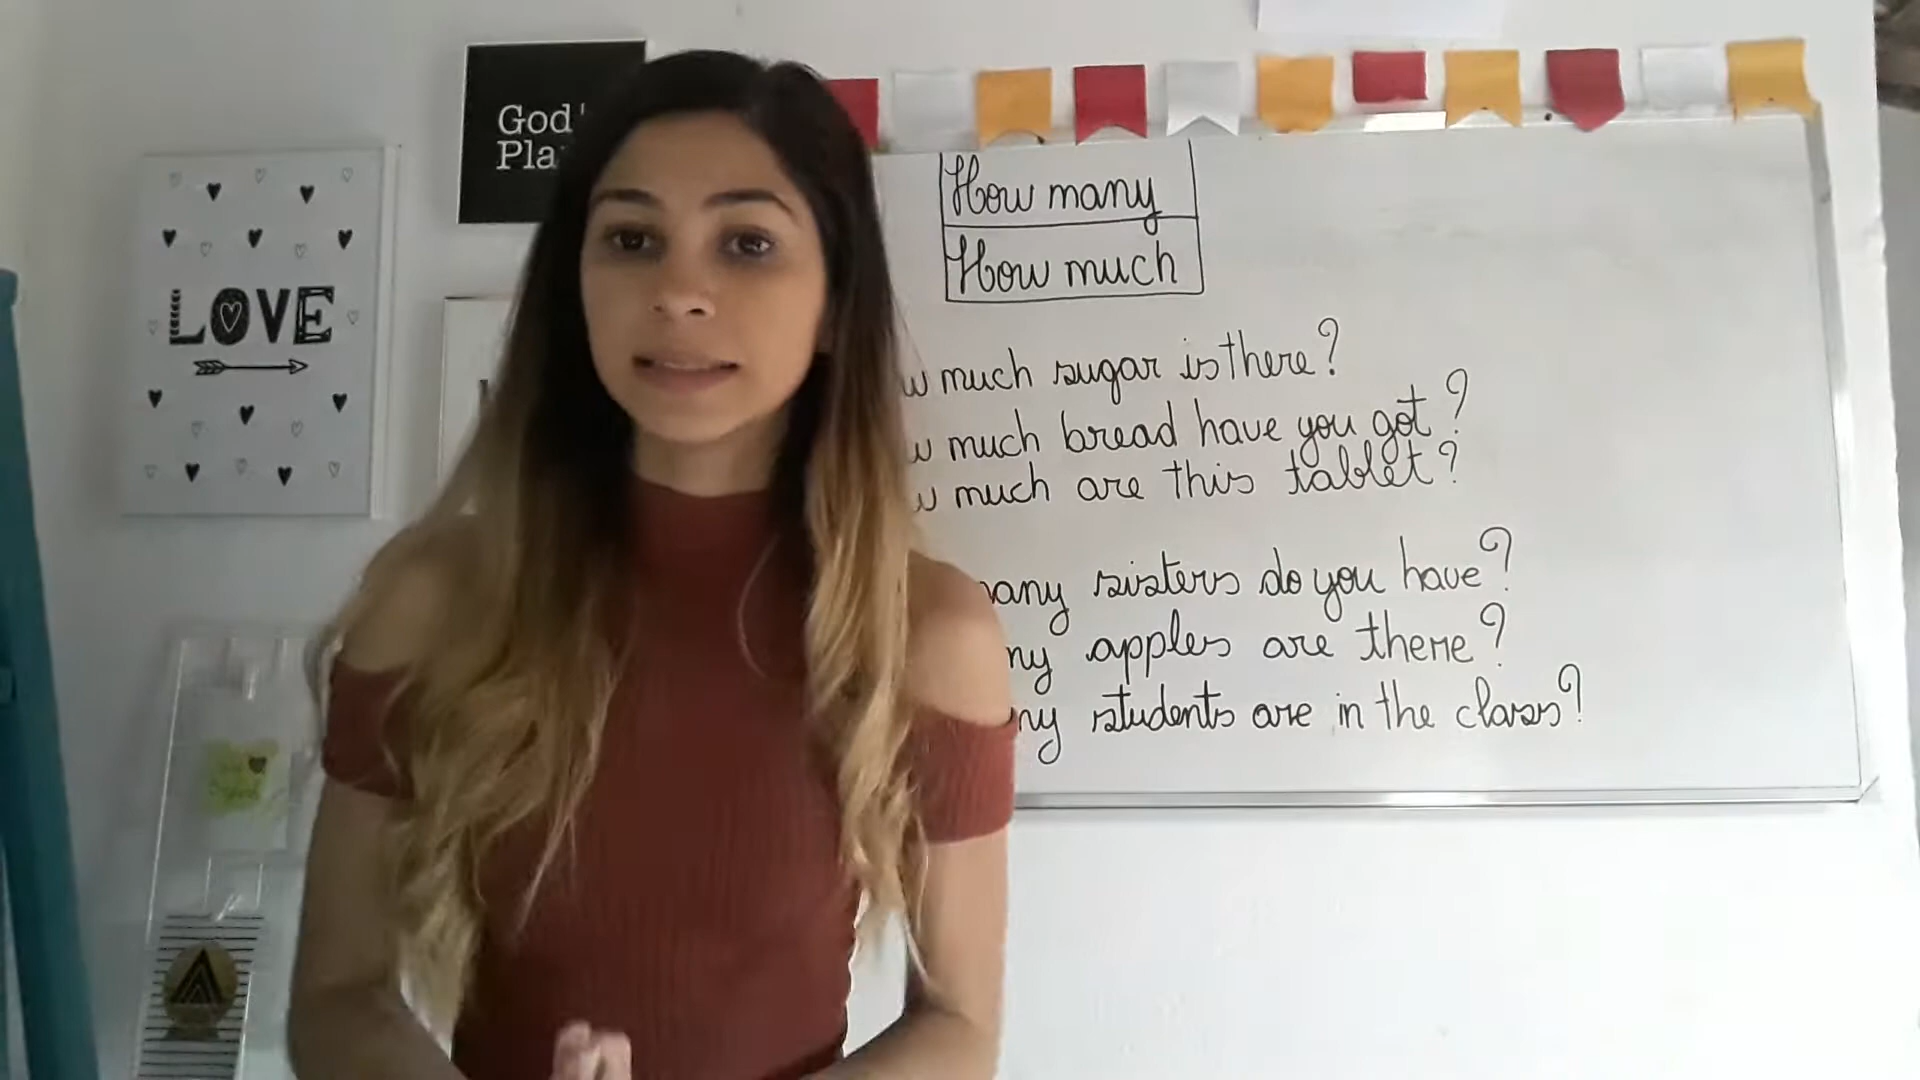 God'
Pla
LOVE
How many
How much
w much sugar is there?
w much bread have you got?
w much are this tablet?
many sisters do you have?
ny apples are there?
ny students are in the class?